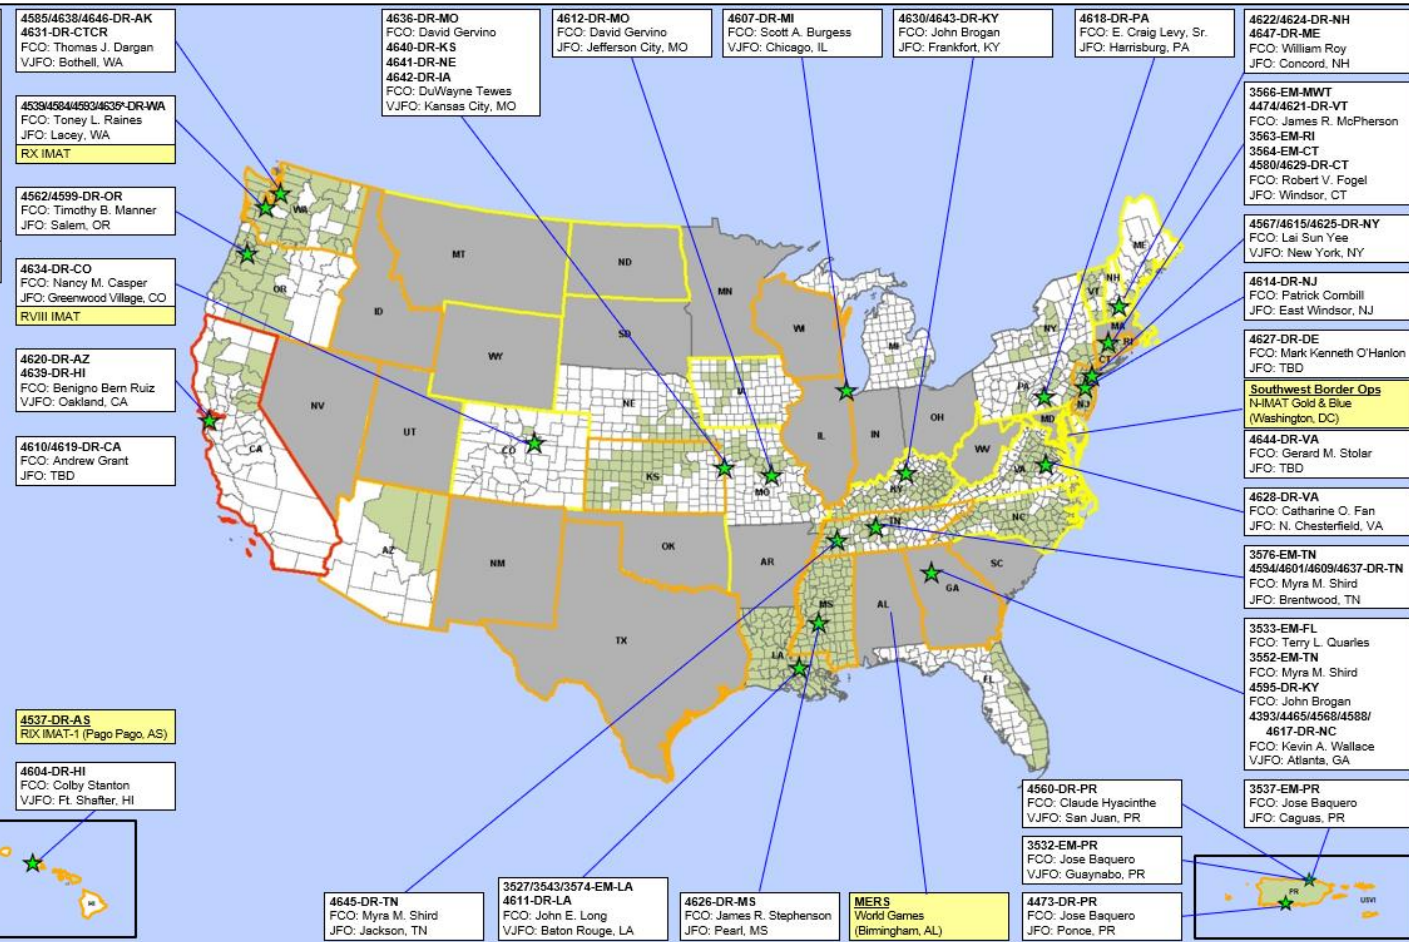 4585/4638/4646-DR-AK
4631-DR-CTCR
FCO: Thomas J. Dargan
VJFO: Bothell, WA
4539/4584/4593/4635*-DR-WA
FCO: Toney L. Raines
JFO: Lacey, WA
RX IMAT
4562/4599-DR-OR
FCO: Timothy B. Manner
JFO: Salem, OR
4634-DR-CO
FCO: Nancy M. Casper
JFO: Greenwood Village, CO
RVIII IMAT
4620-DR-AZ
4639-DR-HI
FCO: Benigno Bern Ruiz
VJFO: Oakland, CA
4610/4619-DR-CA
FCO: Andrew Grant
JFO: TBD
4537-DR-AS
RIX IMAT-1 (Pago Pago, AS)
4604-DR-HI
FCO: Colby Stanton
VJFO: Ft. Shafter, HI
4636-DR-MO
FCO: David Gervino
4640-DR-KS
4641-DR-NE
4642-DR-IA
FCO: DuWayne Tewes
VJFO: Kansas City, MO
4612-DR-MO
FCO: David Gervino
JFO: Jefferson City, MO
4607-DR-MI
FCO: Scott A. Burgess
VJFO: Chicago, IL
4630/4643-DR-KY
FCO: John Brogan
JFO: Frankfort, KY
4618-DR-PA
FCO: E. Craig Levy, Sr.
JFO: Harrisburg, PA
4622/4624-DR-NH
4647-DR-ME
FCO: William Roy
JFO: Concord, NH
3566-EM-MWT
4474/4621-DR-VT
FCO: James R. McPherson
3563-EM-RI
3564-EM-CT
4580/4629-DR-CT
FCO: Robert V. Fogel
JFO: Windsor, CT
4567/4615/4625-DR-NY
FCO: Lai Sun Yee
VJFO: New York, NY
4614-DR-NJ
FCO: Patrick Cornbill
JFO: East Windsor, NJ
4627-DR-DE
FCO: Mark Kenneth O'Hanlon
JFO: TBD
Southwest Border Ops
N-IMAT Gold & Blue
(Washington, DC)
4644-DR-VA
FCO: Gerard M. Stolar
JFO: TBD
4628-DR-VA
FCO: Catharine O. Fan
JFO: N. Chesterfield, VA
3576-EM-TN
4594/4601/4609/4637-DR-TN
FCO: Myra M. Shird
JFO: Brentwood, TN
3533-EM-FL
FCO: Terry L. Quarles
3552-EM-TN
FCO: Myra M. Shird
4595-DR-KY
FCO: John Brogan
4393/4465/4568/4588/
4617-DR-NC
FCO: Kevin A. Wallace
VJFO: Atlanta, GA
WA
OR
CA
ID
NV
MT
WY
UT
AZ
CO
NM
ND
SD
NE
KS
OK
TX
MN
IA
MO
AR
LA
WI
IL
MI
IN
OH
KY
TN
MS
AL
GA
FL
SC
NC
VA
WV
MD
PA
NJ
NY
CT
RI
MA
VT
NH
ME
HI
PR
USVI
4645-DR-TN
FCO: Myra M. Shird
JFO: Jackson, TN
3527/3543/3574-EM-LA
4611-DR-LA
FCO: John E. Long
VJFO: Baton Rouge, LA
4626-DR-MS
FCO: James R. Stephenson
JFO: Pearl, MS
MERS
World Games
(Birmingham, AL)
4560-DR-PR
FCO: Claude Hyacinthe
VJFO: San Juan, PR
3532-EM-PR
FCO: Jose Baquero
VJFO: Guaynabo, PR
4473-DR-PR
FCO: Jose Baquero
JFO: Ponce, PR
3537-EM-PR
FCO: Jose Baquero
JFO: Caguas, PR